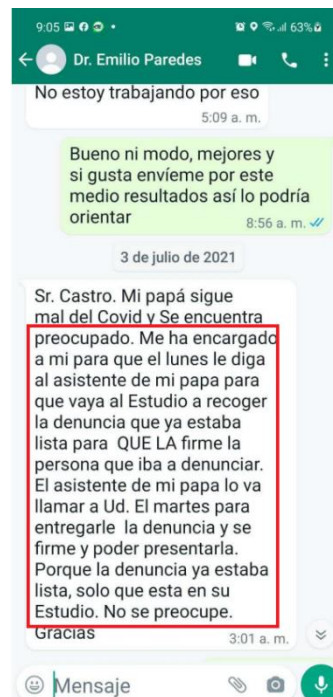 9:05
63%
Dr. Emilio Paredes
No estoy trabajando por eso
5:09 a. m.
Bueno ni modo, mejores y
si gusta envíeme por este
medio resultados así lo podría
orientar
8:56 a. m.
3 de julio de 2021
Sr. Castro. Mi papá sigue
mal del Covid y Se encuentra
preocupado. Me ha encargado
a mi para que el lunes le diga
al asistente de mi papa para
que vaya al Estudio a recoger
la denuncia que ya estaba
lista para QUE LA firme la
persona que iba a denunciar.
El asistente de mi papa lo va
llamar a Ud. El martes para
entregarle la denuncia y se
firme y poder presentarla.
Porque la denuncia ya estaba
lista, solo que esta en su
Estudio. No se preocupe.
Gracias
3:01 a. m.
Mensaje